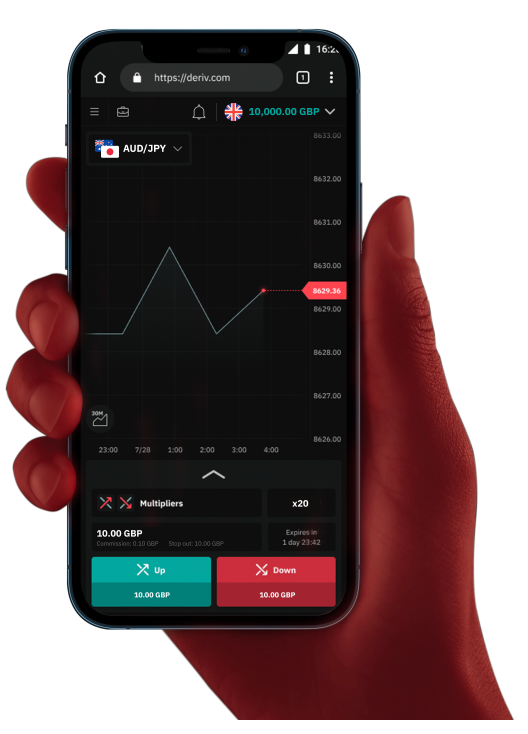 16:2
https://deriv.com
1
10,000.00 GBP
8633.00
AUD/JPY
8632.00
8631.00
8630.00
8629.36
8629.00
8628.00
8627.00
30M
8626.00
23:00 7/28 1:00 2:00 3:00 4:00
Multipliers
x20
10.00 GBP
Commission: 0.10 GBP Stop out: 10.00 GBP
Expires in
1 day 23:42
Up
Down
10.00 GBP
10.00 GBP